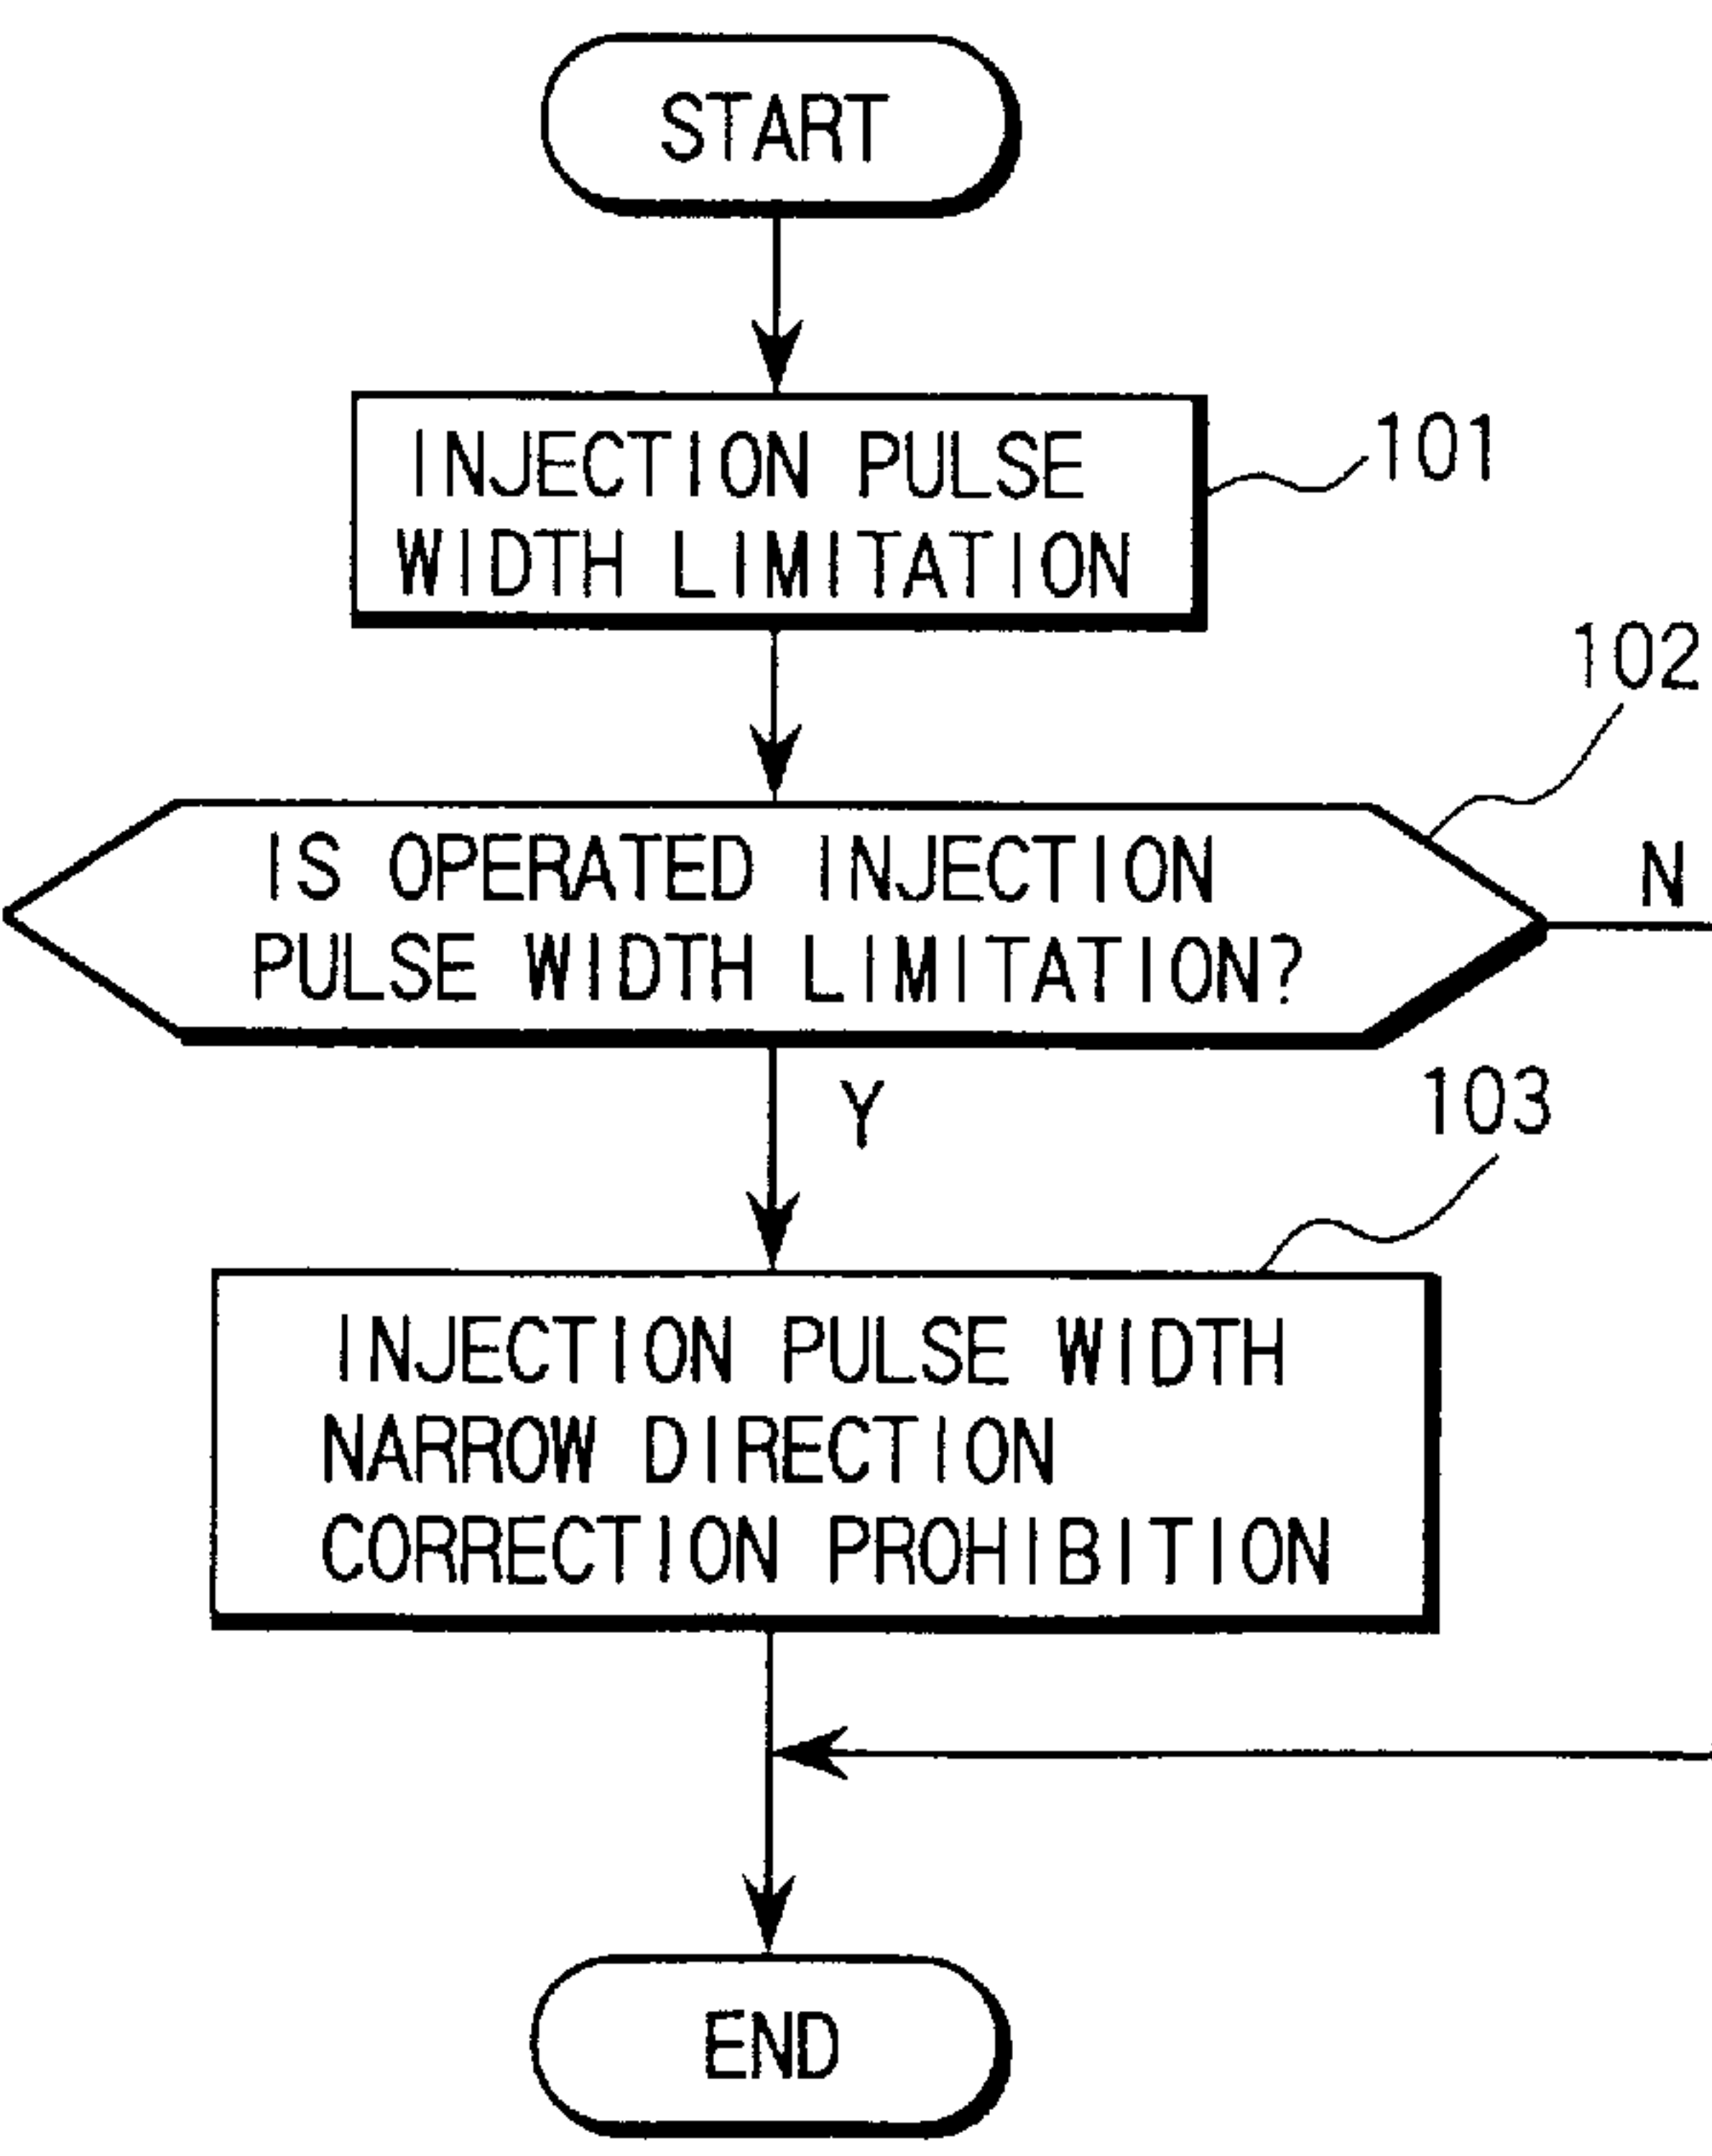 START
INJECTION PULSE
WIDTH LIMITATION
101
102
IS OPERATED INJECTION
PULSE WIDTH LIMITATION?
N
Y
103
INJECTION PULSE WIDTH
NARROW DIRECTION
CORRECTION PROHIBITION
END